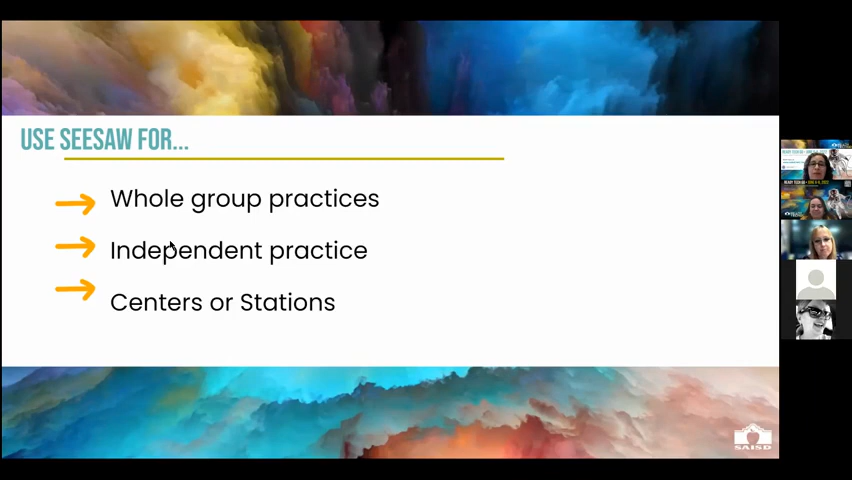 USE SEESAW FOR...
Whole group practices
Independent practice
Centers or Stations
SAISD